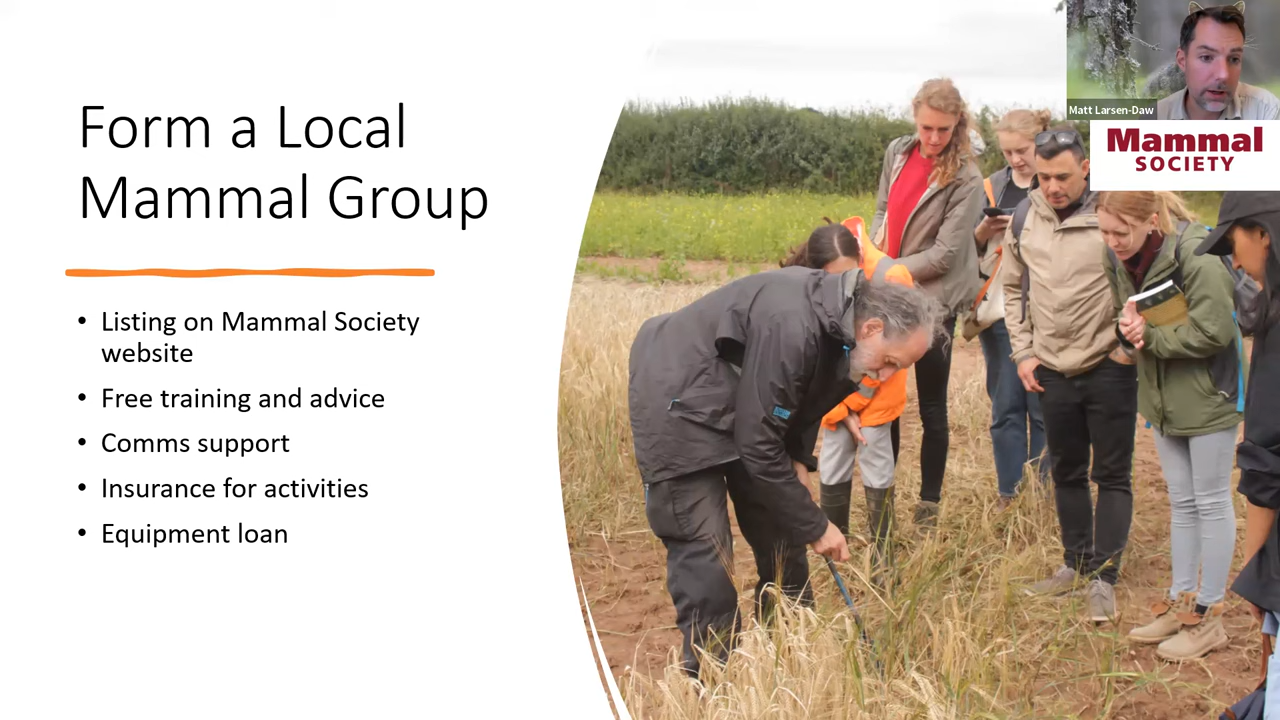 Form a Local
Mammal Group
• Listing on Mammal Society
website
• Free training and advice
• Comms support
• Insurance for activities
• Equipment loan
Matt Larsen-Daw
Mammal
SOCIETY